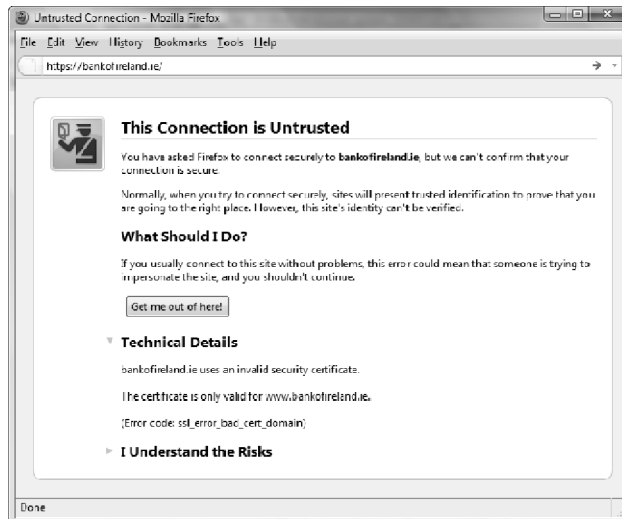 Untrusted Connection - Mozilla Firefox
File Edit View History Bookmarks Tools Help
https://bankofireland.ie/
This Connection is Untrusted
You have asked Firefox to connect securely to bankofireland.ie, but we can't confirm that your
connection is secure.
Normally, when you try to connect securely, sites will present trusted identification to prove that you
are going to the right place. However, this site's identity can't be verified.
What Should I Do?
If you usually connect to this site without problems, this error could mean that someone is trying to
impersonate the site, and you shouldn't continue.
Get me out of here!
Technical Details
bankofireland.ie uses an invalid security certificate.
The certificate is only valid for www.bankofireland.ie.
(Error code: ssl_error_bad_cert_domain)
I Understand the Risks
Done